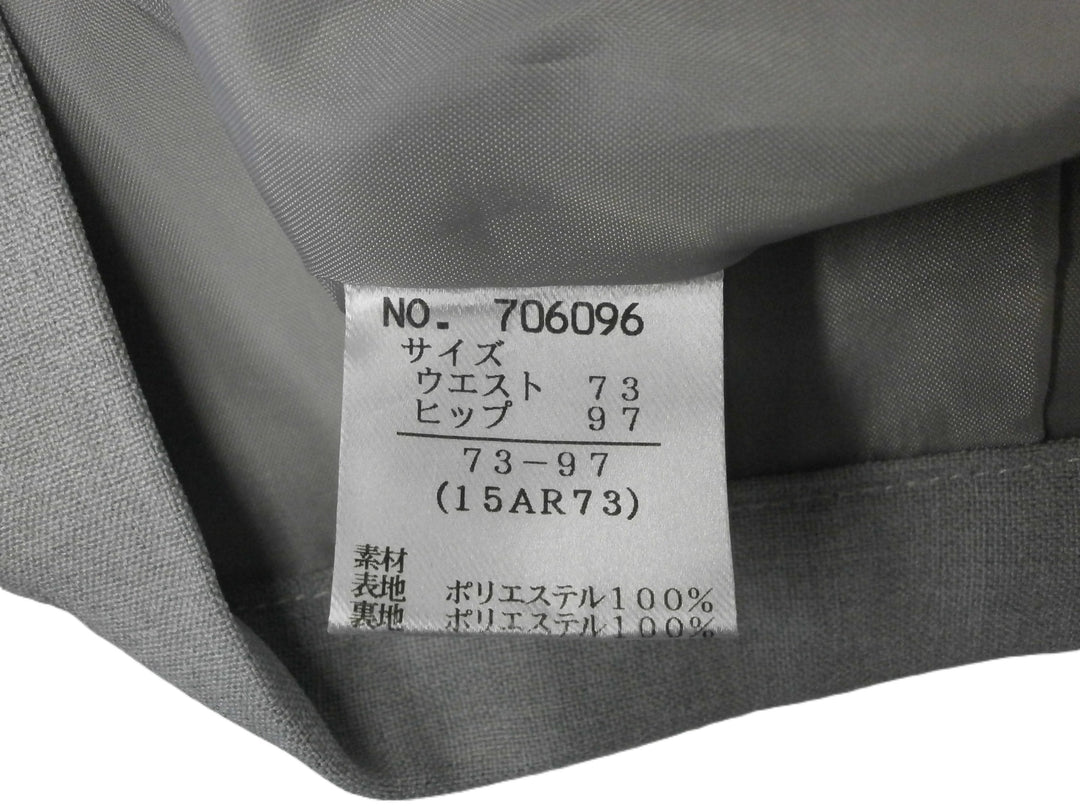 NO. 706096
サイズ
ウエスト 73
ヒップ 97
73-97
(15AR73)
素材
表地 ポリエステル100%
裏地 ポリエステル100%